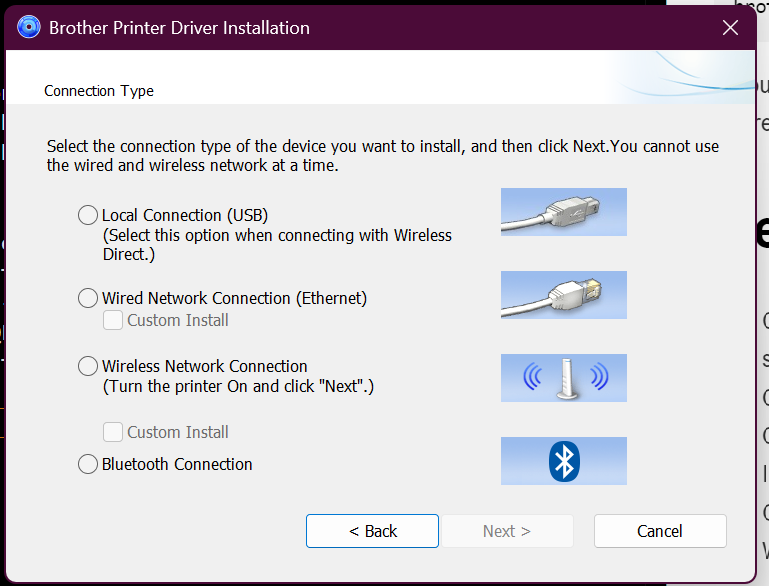 Brother Printer Driver Installation
Connection Type
Select the connection type of the device you want to install, and then click Next.You cannot use
the wired and wireless network at a time.
Local Connection (USB)
(Select this option when connecting with Wireless
Direct.)
Wired Network Connection (Ethernet)
Custom Install
Wireless Network Connection
(Turn the printer On and click "Next".)
Custom Install
Bluetooth Connection
< Back
Next >
Cancel